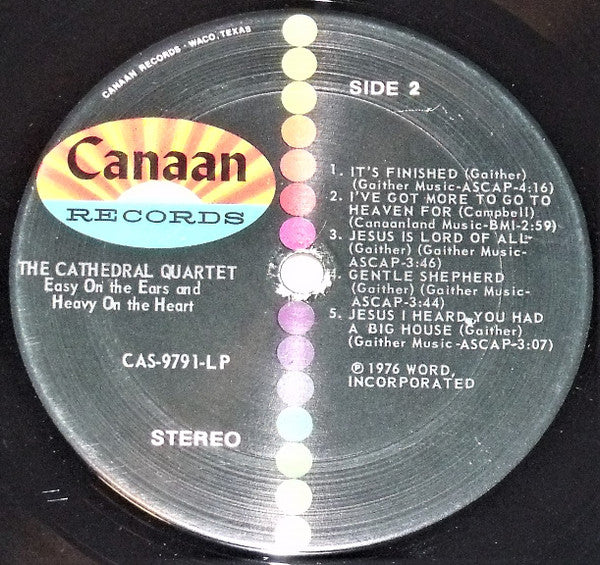 CANAAN RECORDS • WACO, TEXAS
SIDE 2
Canaan
RECORDS
1. IT'S FINISHED (Gaither)
(Gaither Music-ASCAP-4:16)
2. I'VE GOT MORE TO GO TO
HEAVEN FOR (Campbell)
(Canaanland Music-BMI-2:59)
3. JESUS IS LORD OF ALL
(Gaither) (Gaither Music-
ASCAP-3:46)
4. GENTLE SHEPHERD
(Gaither) (Gaither Music-
ASCAP-3:44)
5. JESUS I HEARD YOU HAD
A BIG HOUSE (Gaither)
(Gaither Music-ASCAP-3:07)
℗ 1976 WORD,
INCORPORATED
THE CATHEDRAL QUARTET
Easy On the Ears and
Heavy On the Heart
CAS-9791-LP
STEREO